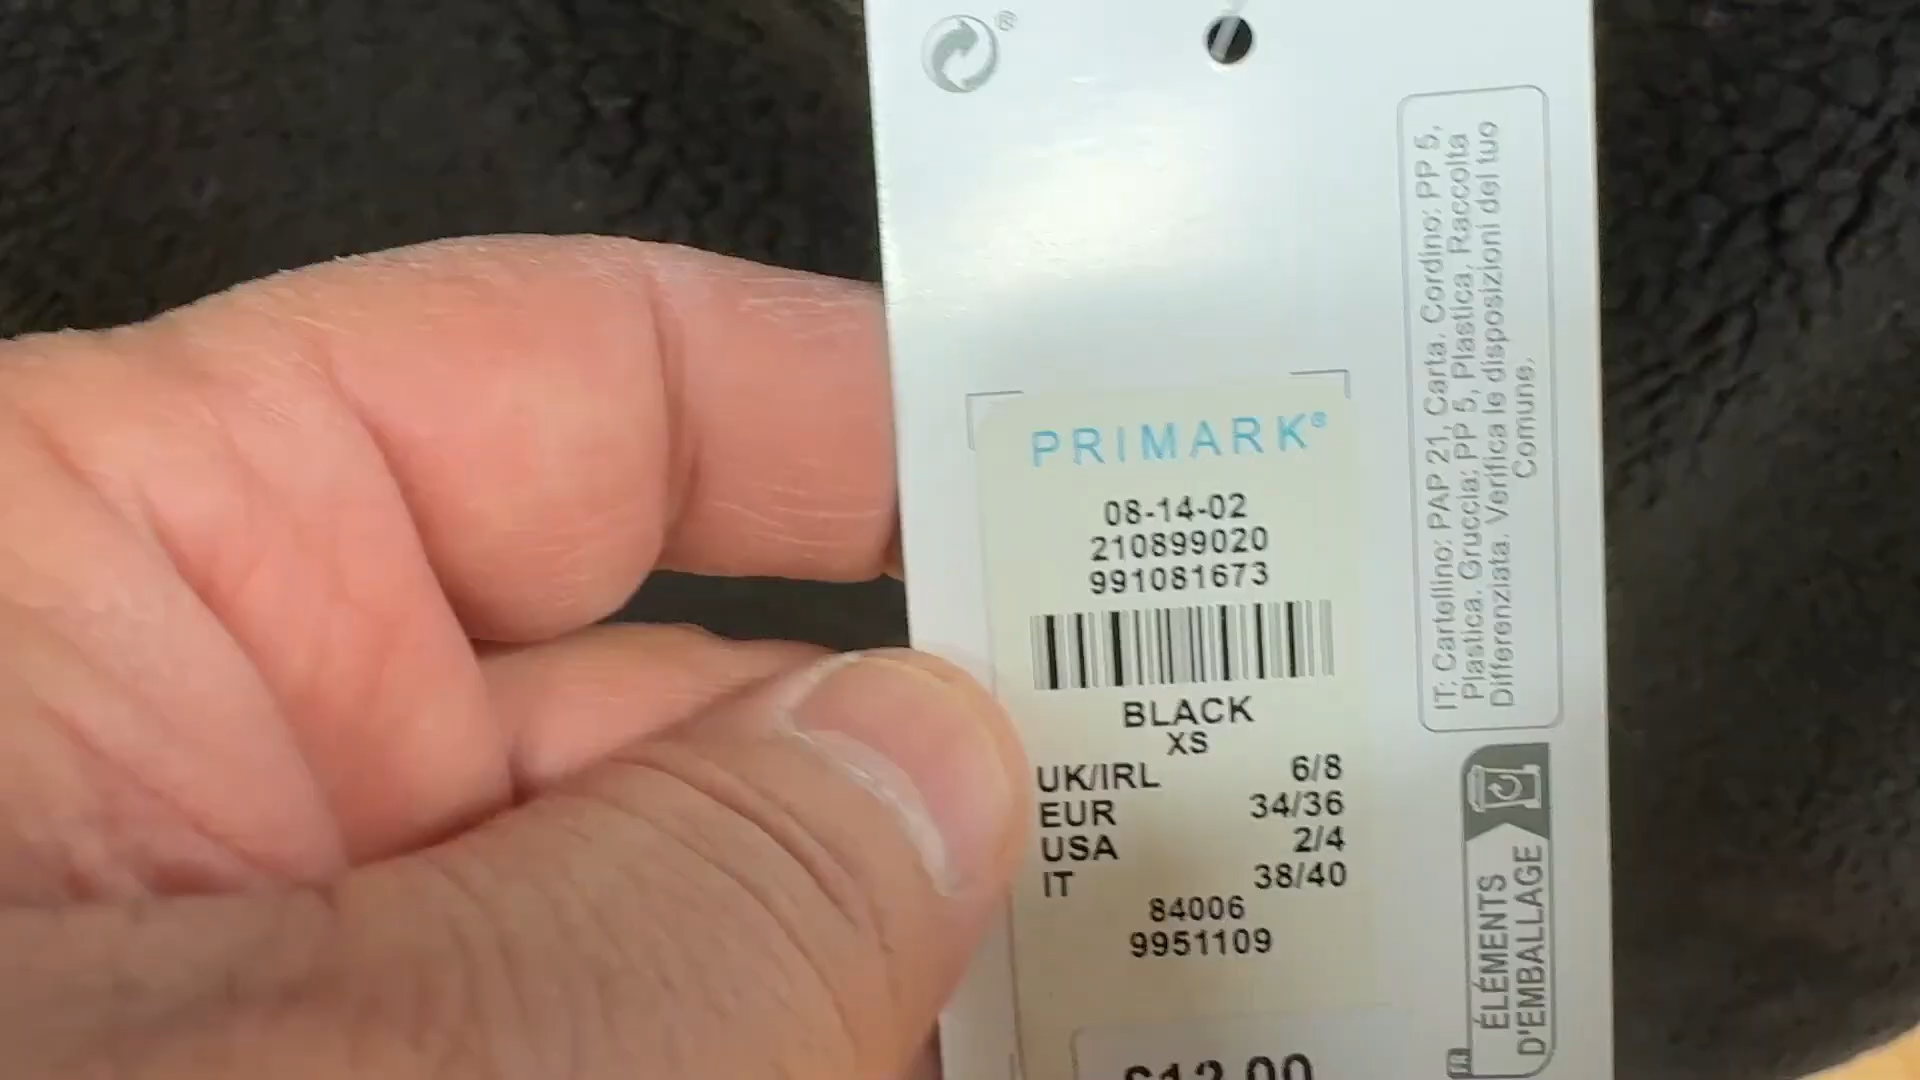 ®
PRIMARK®
08-14-02
210899020
991081673
BLACK
XS
UK/IRL 6/8
EUR 34/36
USA 2/4
IT 38/40
84006
9951109
£12.00
IT: Cartellino: PAP 21, Carta. Cordino: PP 5,
Plastica. Gruccia: PP 5, Plastica, Raccolta
Differenziata. Verifica le disposizioni del tuo
Comune.
FR
ÉLÉMENTS
D'EMBALLAGE